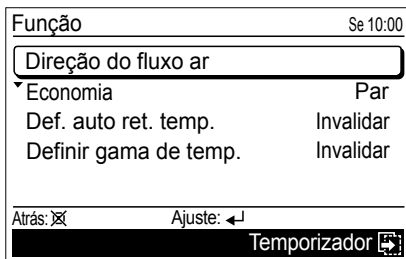 Função Se 10:00
Direção do fluxo ar
Economia Par
Def. auto ret. temp. Invalidar
Definir gama de temp. Invalidar
Atrás: Ajuste:
Temporizador